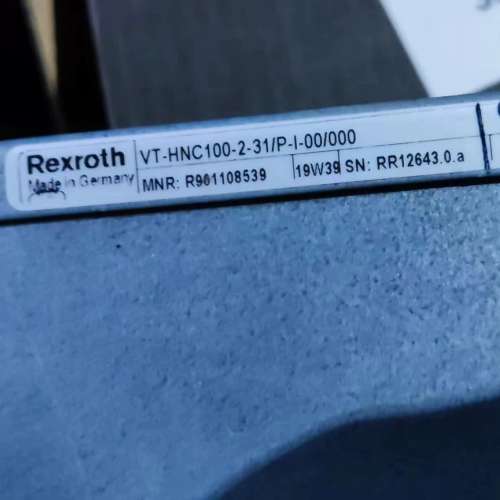 Rexroth
Made in Germany
VT-HNC100-2-31/P-I-00/000
MNR: R901108539
19W39 SN: RR12643.0.a